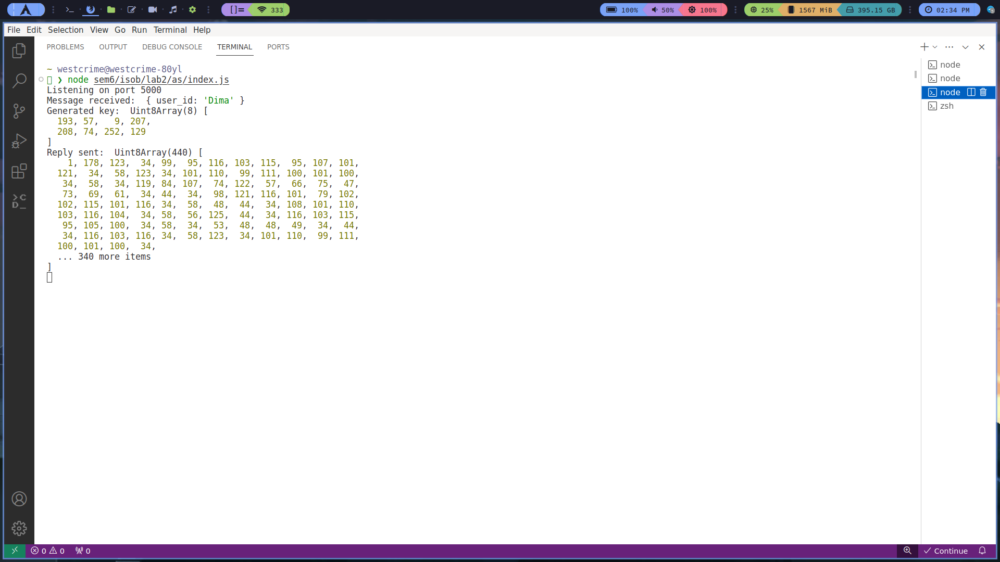 []= 333 100% 50% 100% 25% 1567 MiB 395.15 GB 02:34 PM
File Edit Selection View Go Run Terminal Help
PROBLEMS OUTPUT DEBUG CONSOLE TERMINAL PORTS
~ westcrime@westcrime-80yl
❯ node sem6/isob/lab2/as/index.js
Listening on port 5000
Message received:  { user_id: 'Dima' }
Generated key:  Uint8Array(8) [
  193, 57,   9, 207,
  208, 74, 252, 129
]
Reply sent:  Uint8Array(440) [
    1, 178, 123,  34, 99,  95, 116, 103, 115,  95, 107, 101,
  121,  34,  58, 123, 34, 101, 110,  99, 111, 100, 101, 100,
   34,  58,  34, 119, 84, 107,  74, 122,  57,  66,  75,  47,
   73,  69,  61,  34, 44,  34,  98, 121, 116, 101,  79, 102,
  102, 115, 101, 116, 34,  58,  48,  44,  34, 108, 101, 110,
  103, 116, 104,  34, 58,  56, 125,  44,  34, 116, 103, 115,
   95, 105, 100,  34, 58,  34,  53,  48,  48,  49,  34,  44,
   34, 116, 103, 116, 34,  58, 123,  34, 101, 110,  99, 111,
  100, 101, 100,  34,
  ... 340 more items
]
node
node
node
zsh
0 0 0 Continue